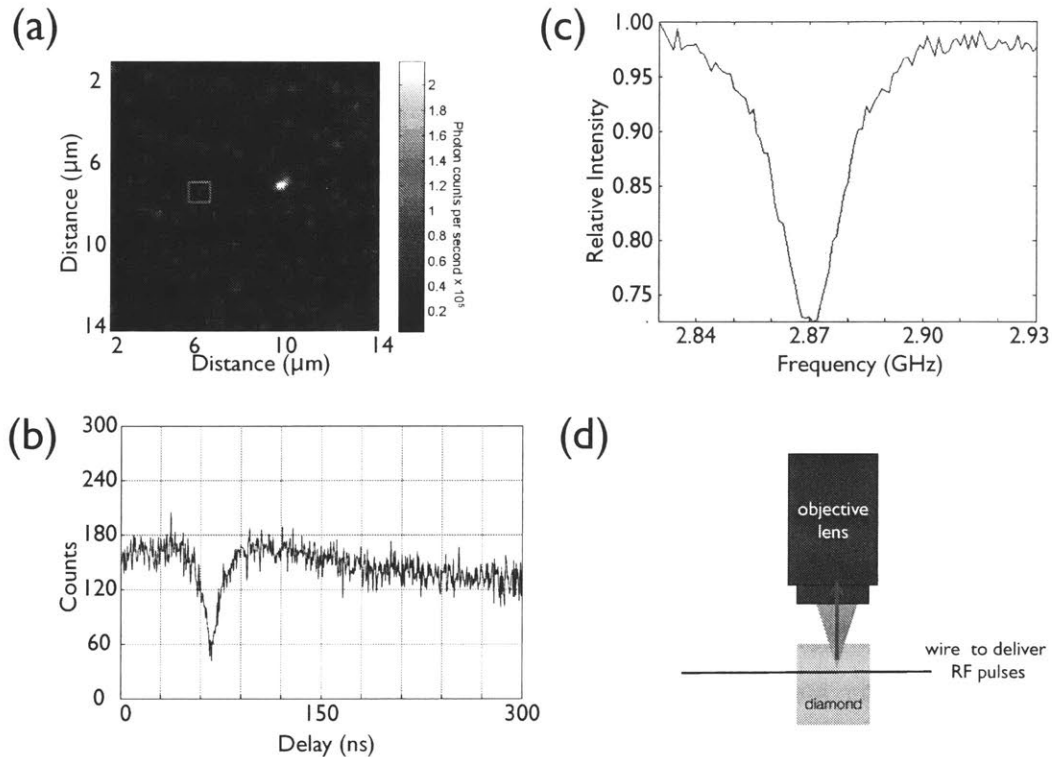 (a)
2
6
10
14
Distance (μm)
2 6 10 14
Distance (μm)
2
1.8
1.6
1.4
1.2
1
0.8
0.6
0.4
0.2
Photon counts per second x 10⁵
(c)
1.00
0.95
0.90
0.85
0.80
0.75
Relative Intensity
2.84 2.87 2.90 2.93
Frequency (GHz)
(b)
300
240
180
120
60
0
Counts
0 150 300
Delay (ns)
(d)
objective
lens
wire to deliver
RF pulses
diamond